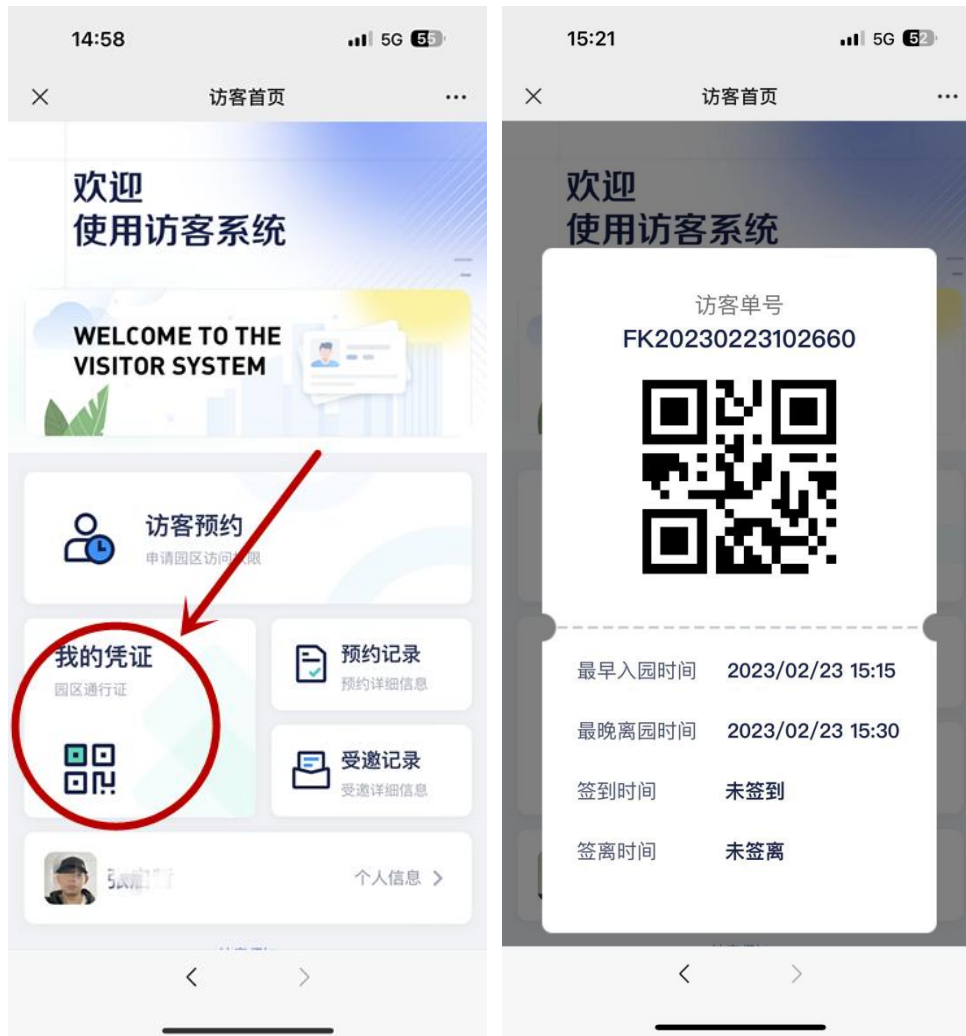 14:58
5G 55
访客首页
欢迎
使用访客系统
WELCOME TO THE
VISITOR SYSTEM
访客预约
申请园区访问权限
我的凭证
园区通行证
预约记录
预约详细信息
受邀记录
受邀详细信息
个人信息
15:21
5G 52
访客首页
欢迎
使用访客系统
访客单号
FK20230223102660
最早入园时间 2023/02/23 15:15
最晚离园时间 2023/02/23 15:30
签到时间 未签到
签离时间 未签离